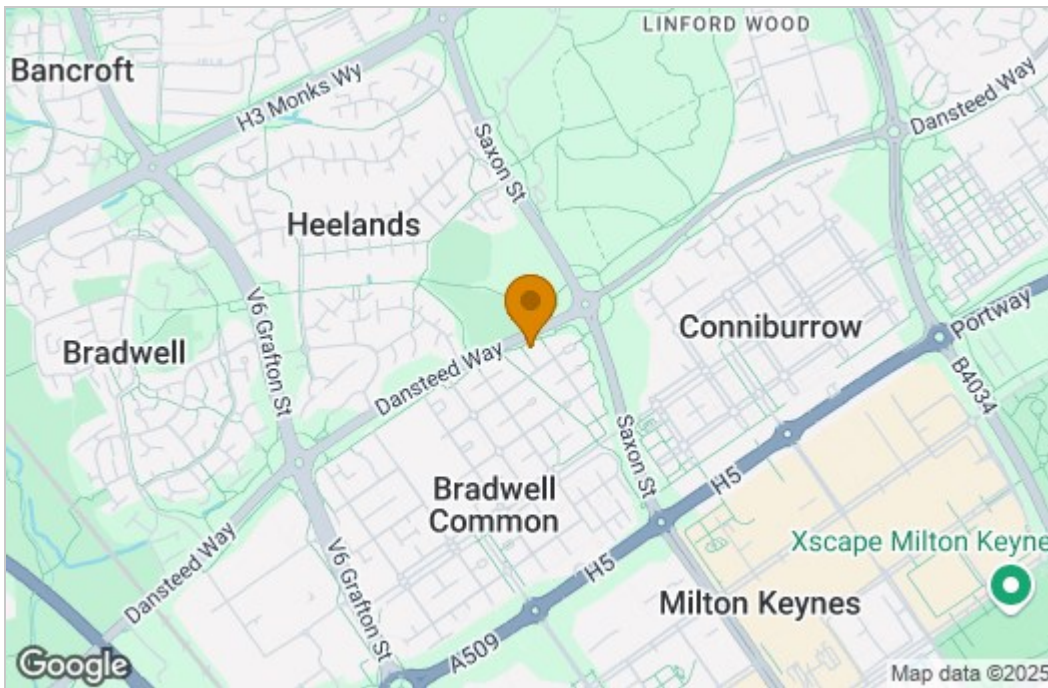 LINFORD WOOD
Bancroft
H3 Monks Wy
Dansteed Way
Saxon St
Heelands
V6 Grafton St
Conniburrow
Portway
Bradwell
Dansteed Way
B4034
Saxon St
H5
Bradwell
Common
Xscape Milton Keyne
Dansteed Way
V6 Grafton St
H5
Milton Keynes
A509
Google
Map data ©2025